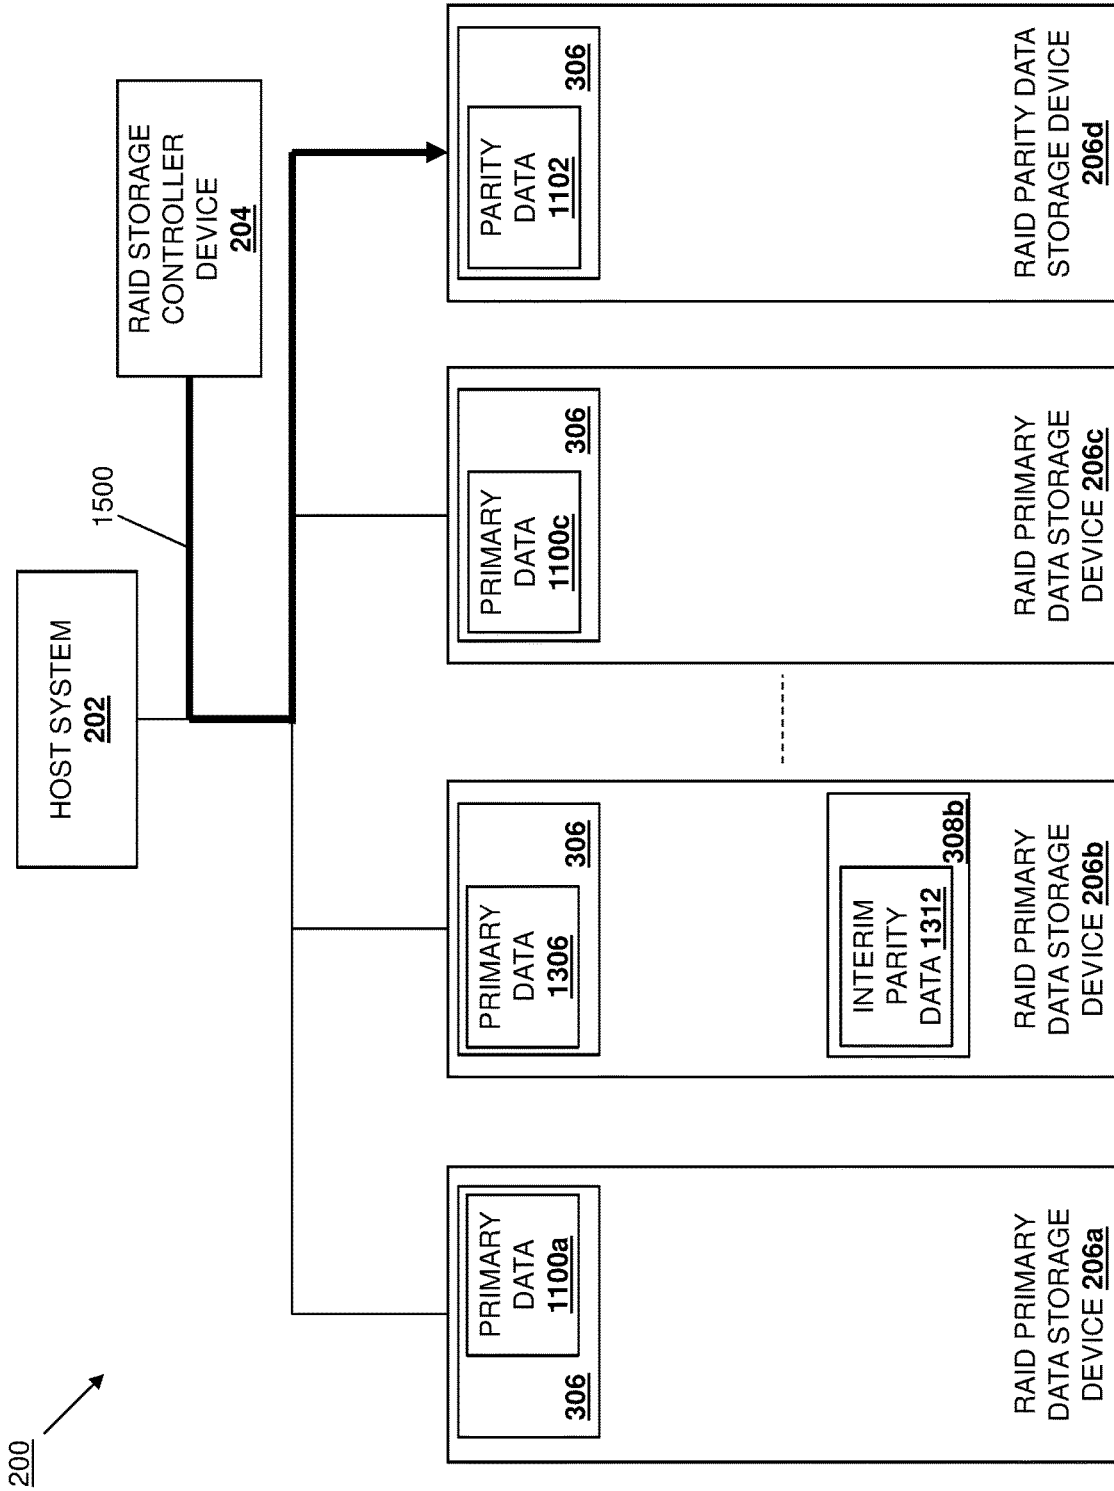 200
HOST SYSTEM
202
1500
RAID STORAGE
CONTROLLER
DEVICE
204
PRIMARY
DATA
1100a
306
RAID PRIMARY
DATA STORAGE
DEVICE 206a
PRIMARY
DATA
1306
306
INTERIM
PARITY
DATA 1312
308b
RAID PRIMARY
DATA STORAGE
DEVICE 206b
PRIMARY
DATA
1100c
306
RAID PRIMARY
DATA STORAGE
DEVICE 206c
PARITY
DATA
1102
306
RAID PARITY DATA
STORAGE DEVICE
206d